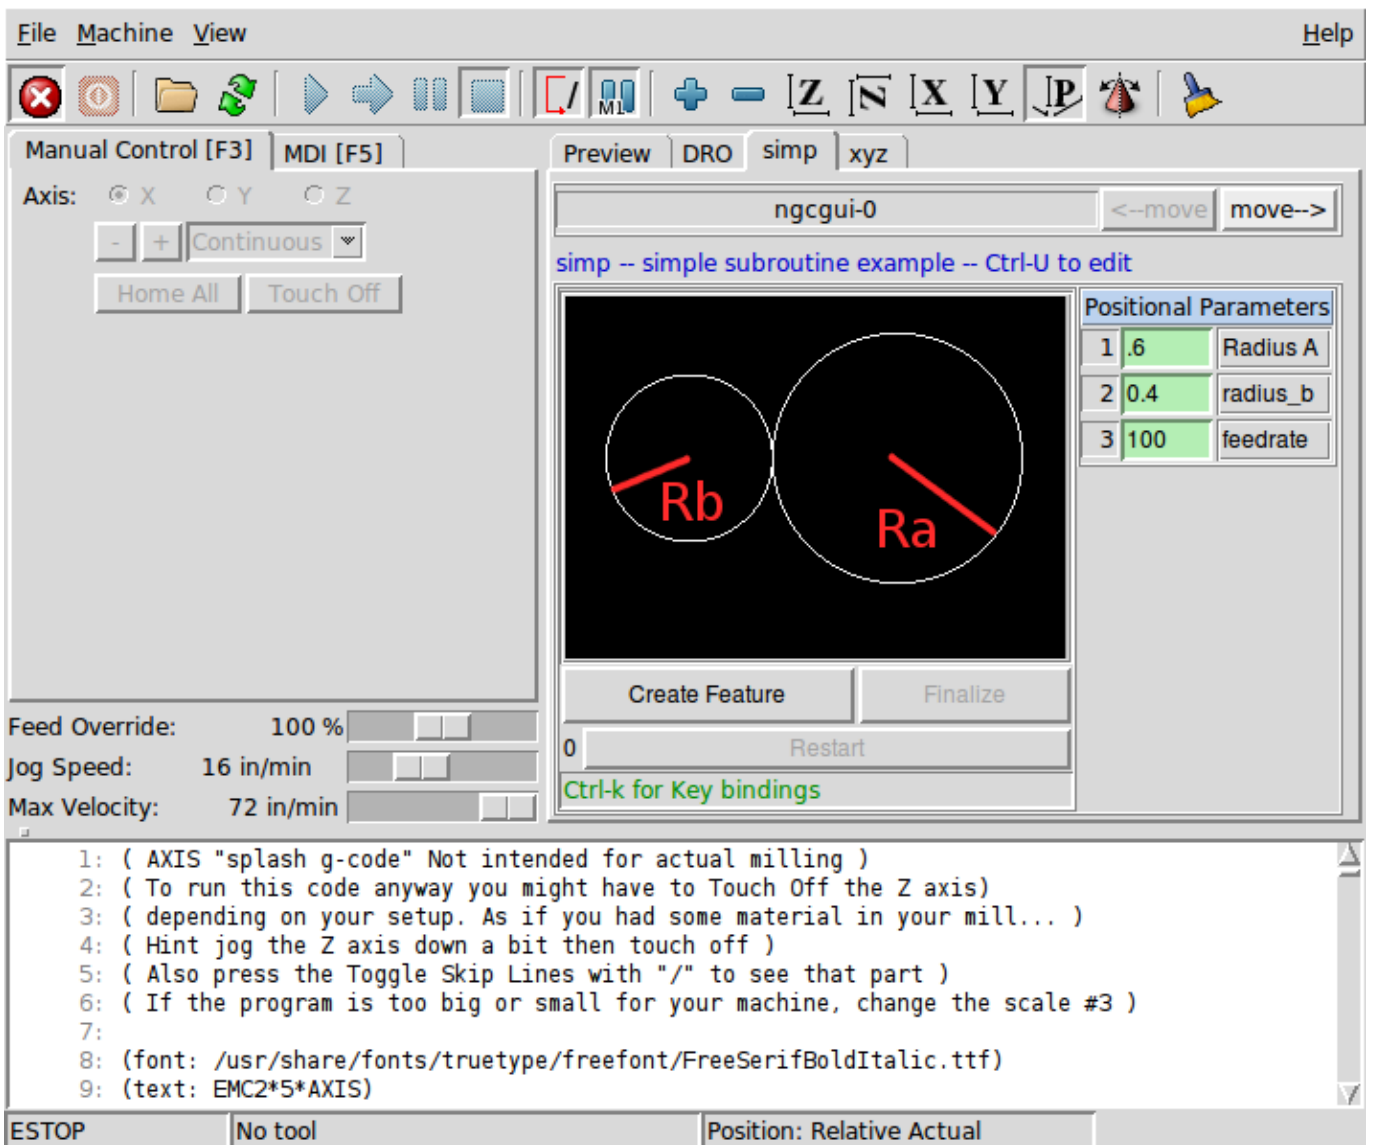 File Machine View Help
M1 Z N X Y P
Manual Control [F3] MDI [F5]
Axis: X Y Z
- + Continuous
Home All Touch Off
Feed Override: 100 %
Jog Speed: 16 in/min
Max Velocity: 72 in/min
Preview DRO simp xyz
ngcgui-0 <--move move-->
simp -- simple subroutine example -- Ctrl-U to edit
Rb
Ra
Positional Parameters
1 .6 Radius A
2 0.4 radius_b
3 100 feedrate
Create Feature Finalize
0 Restart
Ctrl-k for Key bindings
1: ( AXIS "splash g-code" Not intended for actual milling )
2: ( To run this code anyway you might have to Touch Off the Z axis)
3: ( depending on your setup. As if you had some material in your mill... )
4: ( Hint jog the Z axis down a bit then touch off )
5: ( Also press the Toggle Skip Lines with "/" to see that part )
6: ( If the program is too big or small for your machine, change the scale #3 )
7:
8: (font: /usr/share/fonts/truetype/freefont/FreeSerifBoldItalic.ttf)
9: (text: EMC2*5*AXIS)
ESTOP No tool Position: Relative Actual